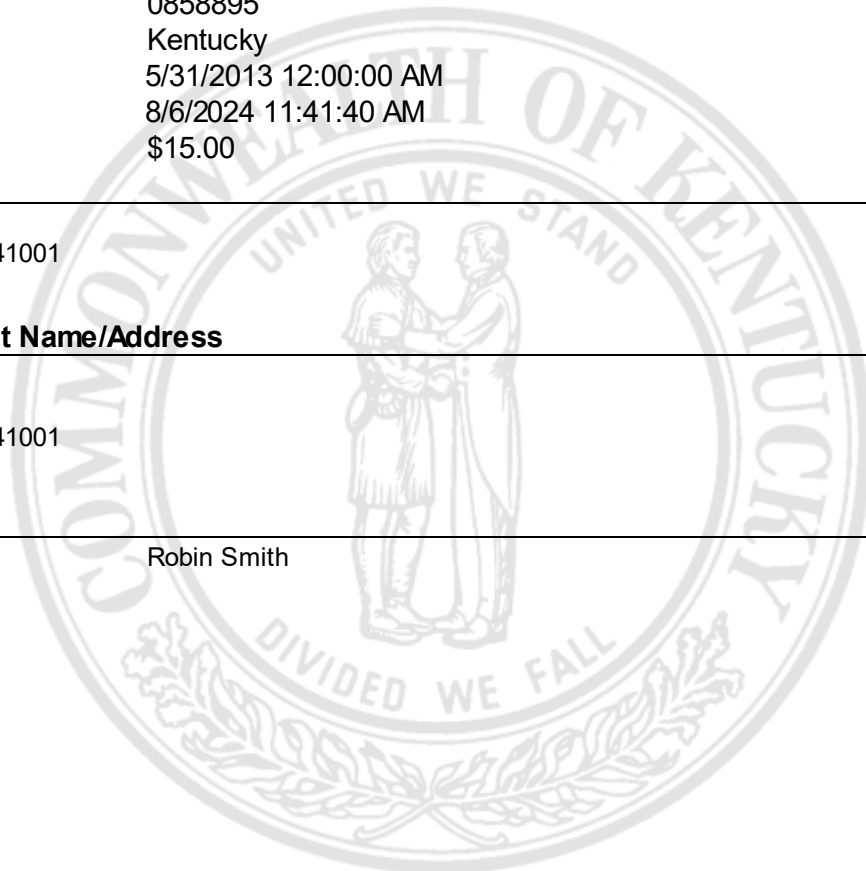 0858895
Kentucky
5/31/2013 12:00:00 AM
8/6/2024 11:41:40 AM
$15.00
41001
t Name/Address
41001
Robin Smith
COMMONWEALTH OF KENTUCKY
UNITED WE STAND
DIVIDED WE FALL